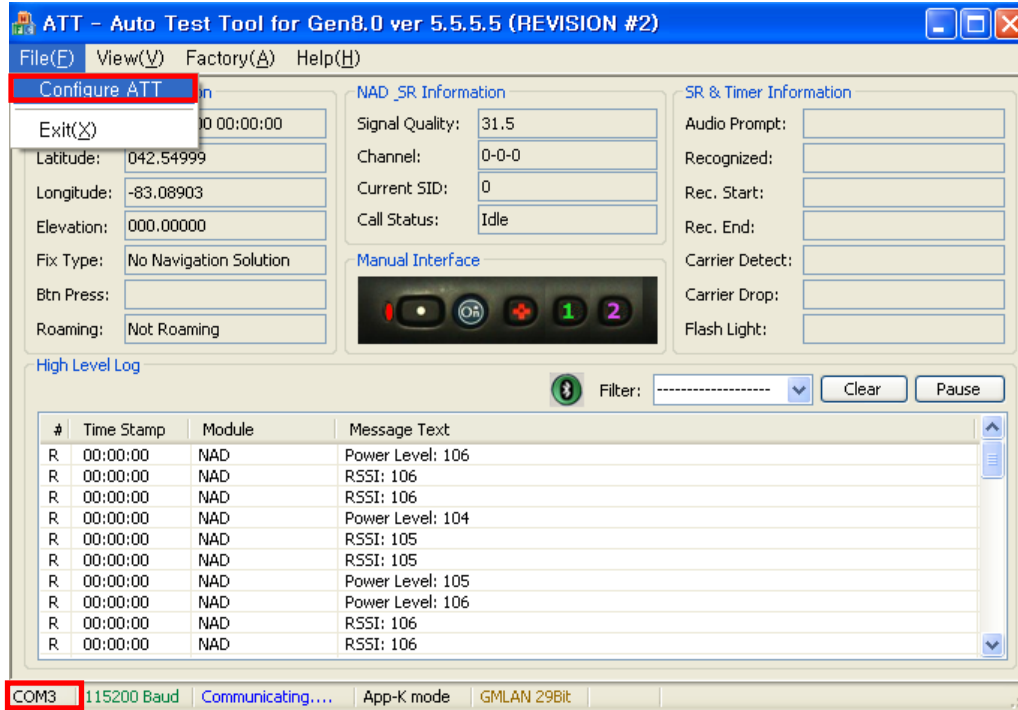 ATT - Auto Test Tool for Gen8.0 ver 5.5.5.5 (REVISION #2)
File(F) View(V) Factory(A) Help(H)
Configure ATT
Exit(X)
00 00:00:00
Latitude: 042.54999
Longitude: -83.08903
Elevation: 000.00000
Fix Type: No Navigation Solution
Btn Press:
Roaming: Not Roaming
NAD_SR Information
Signal Quality: 31.5
Channel: 0-0-0
Current SID: 0
Call Status: Idle
Manual Interface
On
1
2
SR & Timer Information
Audio Prompt:
Recognized:
Rec. Start:
Rec. End:
Carrier Detect:
Carrier Drop:
Flash Light:
High Level Log
Filter: ------------------- Clear Pause
# Time Stamp Module Message Text
R 00:00:00 NAD Power Level: 106
R 00:00:00 NAD RSSI: 106
R 00:00:00 NAD RSSI: 106
R 00:00:00 NAD Power Level: 104
R 00:00:00 NAD RSSI: 105
R 00:00:00 NAD RSSI: 105
R 00:00:00 NAD Power Level: 105
R 00:00:00 NAD Power Level: 106
R 00:00:00 NAD RSSI: 106
R 00:00:00 NAD RSSI: 106
COM3 115200 Baud Communicating.... App-K mode GMLAN 29Bit